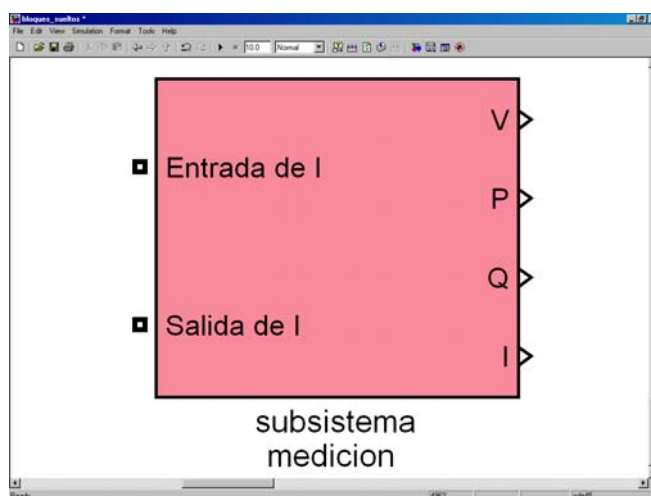 bloques_sueltos *
File Edit View Simulation Format Tools Help
10.0 Normal
V
Entrada de I
P
Q
Salida de I
I
subsistema
medicion